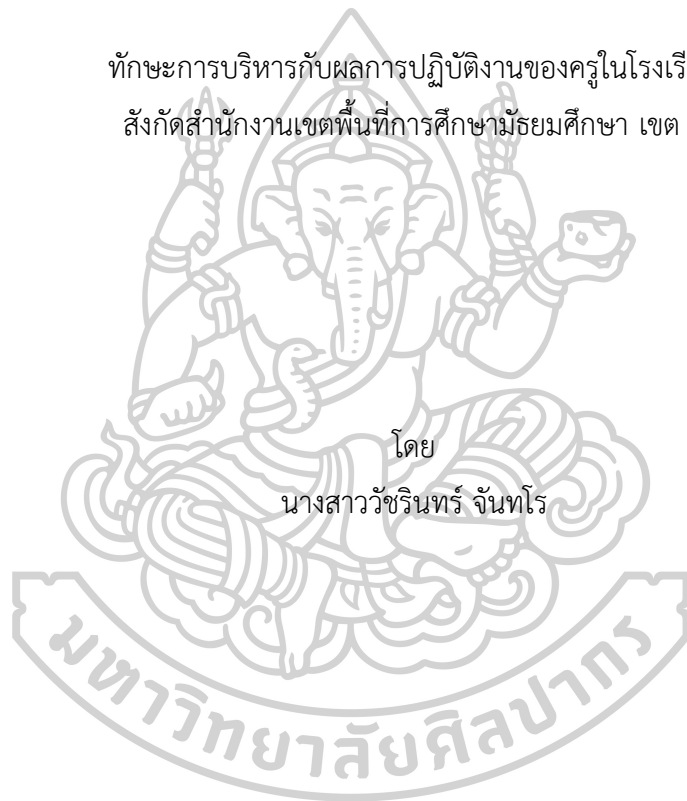 ทักษะการบริหารกับผลการปฏิบัติงานของครูในโรงเรี
สังกัดสำนักงานเขตพื้นที่การศึกษามัธยมศึกษา เขต
โดย
นางสาววัชรินทร์ จันทโร
มหาวิทยาลัยศิลปากร